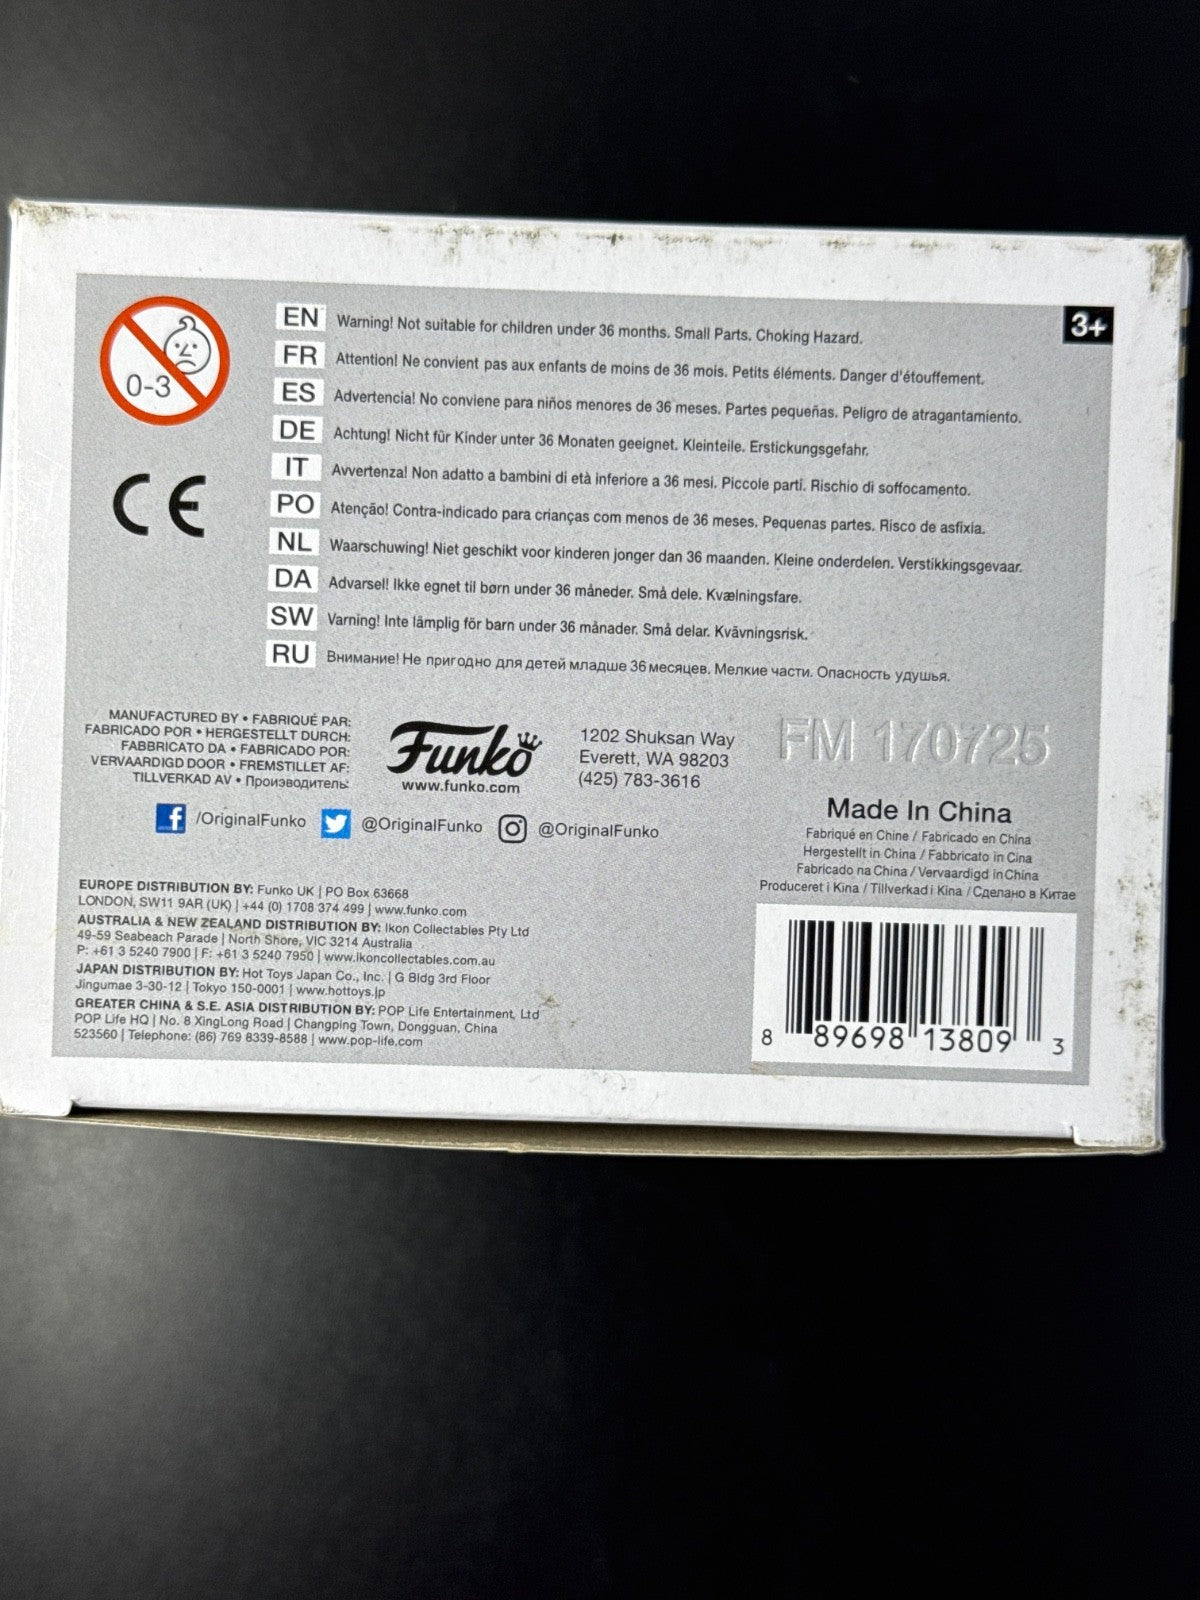 0-3
3+
EN Warning! Not suitable for children under 36 months. Small Parts. Choking Hazard.
FR Attention! Ne convient pas aux enfants de moins de 36 mois. Petits éléments. Danger d'étouffement.
ES Advertencia! No conviene para niños menores de 36 meses. Partes pequeñas. Peligro de atragantamiento.
DE Achtung! Nicht für Kinder unter 36 Monaten geeignet. Kleinteile. Erstickungsgefahr.
IT Avvertenza! Non adatto a bambini di età inferiore a 36 mesi. Piccole parti. Rischio di soffocamento.
PO Atenção! Contra-indicado para crianças com menos de 36 meses. Pequenas partes. Risco de asfixia.
NL Waarschuwing! Niet geschikt voor kinderen jonger dan 36 maanden. Kleine onderdelen. Verstikkingsgevaar.
DA Advarsel! Ikke egnet til børn under 36 måneder. Små dele. Kvælningsfare.
SW Varning! Inte lämplig för barn under 36 månader. Små delar. Kvävningsrisk.
RU Внимание! Не пригодно для детей младше 36 месяцев. Мелкие части. Опасность удушья.
CE
MANUFACTURED BY • FABRIQUÉ PAR:
FABRICADO POR • HERGESTELLT DURCH:
FABBRICATO DA • FABRICADO POR:
VERVAARDIGD DOOR • FREMSTILLET AF:
TILLVERKAD AV • Производитель:
Funko
www.funko.com
1202 Shuksan Way
Everett, WA 98203
(425) 783-3616
FM 170725
/OriginalFunko @OriginalFunko @OriginalFunko
Made In China
Fabriqué en Chine / Fabricado en China
Hergestellt in China / Fabbricato in Cina
Fabricado na China / Vervaardigd in China
Produceret i Kina / Tillverkad i Kina / Сделано в Китае
EUROPE DISTRIBUTION BY: Funko UK | PO Box 63668
LONDON, SW11 9AR (UK) | +44 (0) 1708 374 499 | www.funko.com
AUSTRALIA & NEW ZEALAND DISTRIBUTION BY: Ikon Collectables Pty Ltd
49-59 Seabeach Parade | North Shore, VIC 3214 Australia
P: +61 3 5240 7900 | F: +61 3 5240 7950 | www.ikoncollectables.com.au
JAPAN DISTRIBUTION BY: Hot Toys Japan Co., Inc. | G Bldg 3rd Floor
Jingumae 3-30-12 | Tokyo 150-0001 | www.hottoys.jp
GREATER CHINA & S.E. ASIA DISTRIBUTION BY: POP Life Entertainment, Ltd
POP Life HQ | No. 8 XingLong Road | Changping Town, Dongguan, China
523560 | Telephone: (86) 769 8339-8588 | www.pop-life.com
8 89698 13809 3